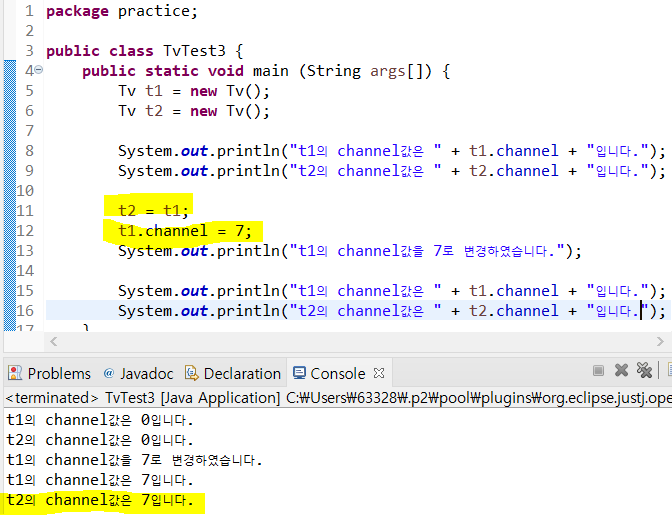 1 package practice;
2
3 public class TvTest3 {
4 public static void main (String args[]) {
5 Tv t1 = new Tv();
6 Tv t2 = new Tv();
7
8 System.out.println("t1의 channel값은 " + t1.channel + "입니다.");
9 System.out.println("t2의 channel값은 " + t2.channel + "입니다.");
10
11 t2 = t1;
12 t1.channel = 7;
13 System.out.println("t1의 channel값을 7로 변경하였습니다.");
14
15 System.out.println("t1의 channel값은 " + t1.channel + "입니다.");
16 System.out.println("t2의 channel값은 " + t2.channel + "입니다.");
17 }
Problems @ Javadoc Declaration Console
<terminated> TvTest3 [Java Application] C:₩Users₩63328₩.p2₩pool₩plugins₩org.eclipse.justj.ope
t1의 channel값은 0입니다.
t2의 channel값은 0입니다.
t1의 channel값을 7로 변경하였습니다.
t1의 channel값은 7입니다.
t2의 channel값은 7입니다.